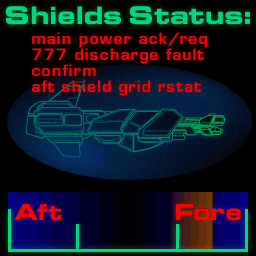 Shields Status:
main power ack/req
777 discharge fault
confirm
aft shield grid rstat
Aft Fore